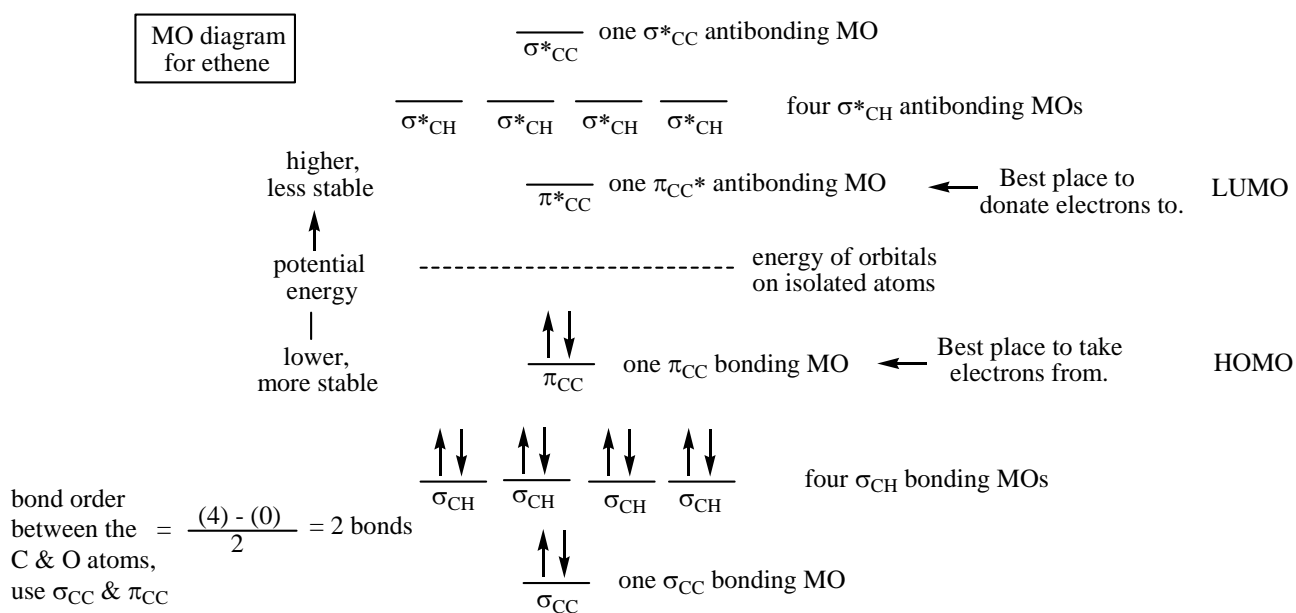 MO diagram
for ethene
σ*CC one σ*CC antibonding MO
σ*CH σ*CH σ*CH σ*CH four σ*CH antibonding MOs
higher,
less stable
π*CC one πCC* antibonding MO
Best place to
donate electrons to.
LUMO
potential
energy
energy of orbitals
on isolated atoms
lower,
more stable
πCC one πCC bonding MO
Best place to take
electrons from.
HOMO
σCH σCH σCH σCH four σCH bonding MOs
bond order
between the
C & O atoms,
use σCC & πCC
= (4) - (0)
2
= 2 bonds
σCC one σCC bonding MO